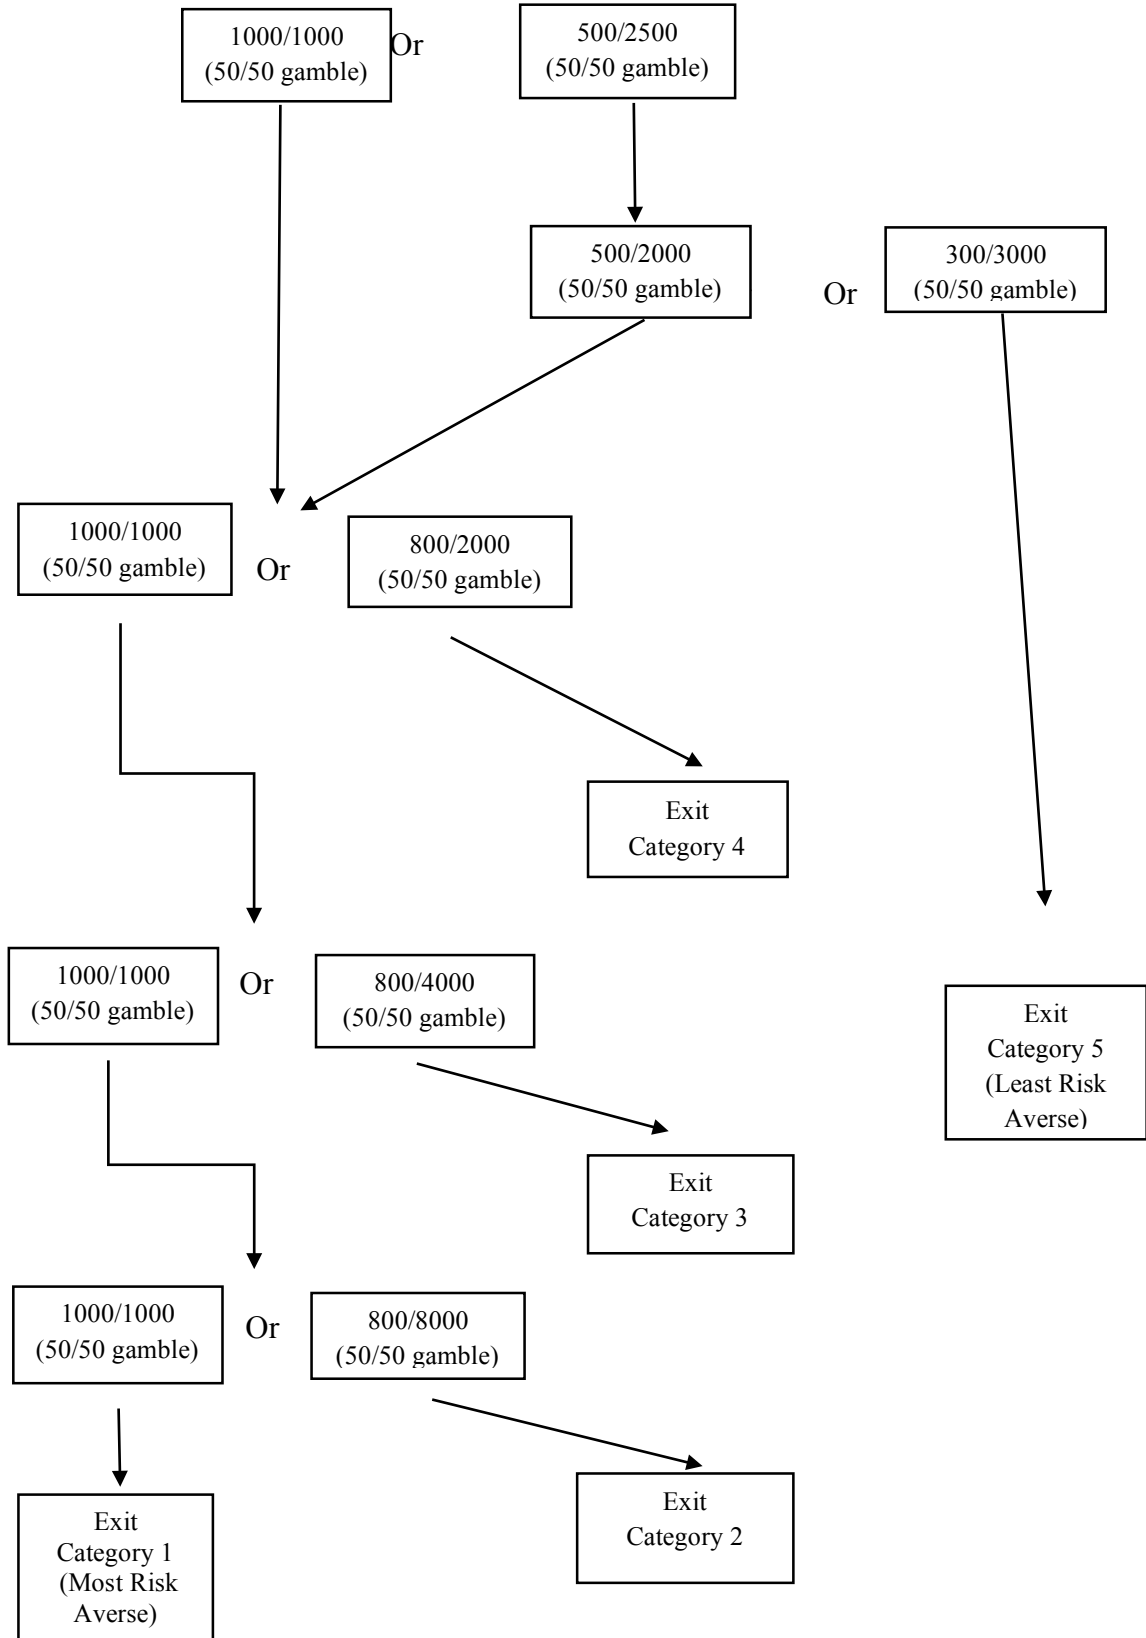 1000/1000
(50/50 gamble)
Or
500/2500
(50/50 gamble)
500/2000
(50/50 gamble)
Or
300/3000
(50/50 gamble)
1000/1000
(50/50 gamble)
Or
800/2000
(50/50 gamble)
Exit
Category 4
1000/1000
(50/50 gamble)
Or
800/4000
(50/50 gamble)
Exit
Category 5
(Least Risk
Averse)
Exit
Category 3
1000/1000
(50/50 gamble)
Or
800/8000
(50/50 gamble)
Exit
Category 2
Exit
Category 1
(Most Risk
Averse)